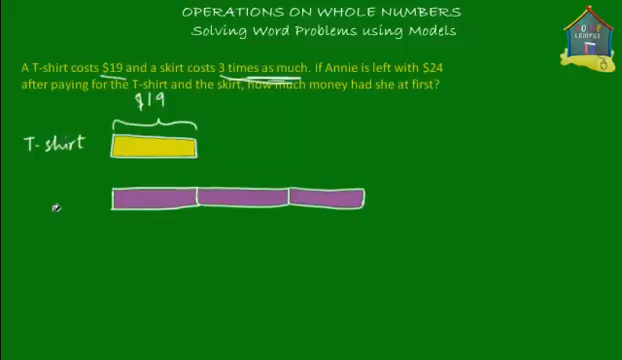 OPERATIONS ON WHOLE NUMBERS
Solving Word Problems using Models
A T-shirt costs $19 and a skirt costs 3 times as much. If Annie is left with $24
after paying for the T-shirt and the skirt, how much money had she at first?
$19
T-shirt